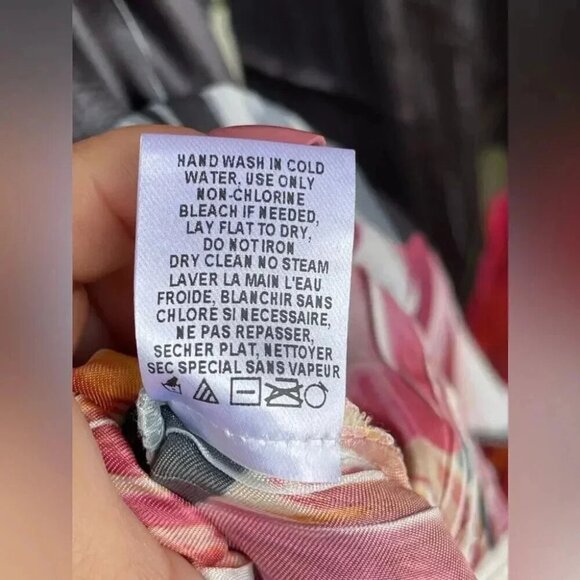 HAND WASH IN COLD
WATER, USE ONLY
NON-CHLORINE
BLEACH IF NEEDED,
LAY FLAT TO DRY,
DO NOT IRON
DRY CLEAN NO STEAM
LAVER LA MAIN L'EAU
FROIDE, BLANCHIR SANS
CHLORE SI NECESSAIRE,
NE PAS REPASSER,
SECHER PLAT, NETTOYER
SEC SPECIAL SANS VAPEUR